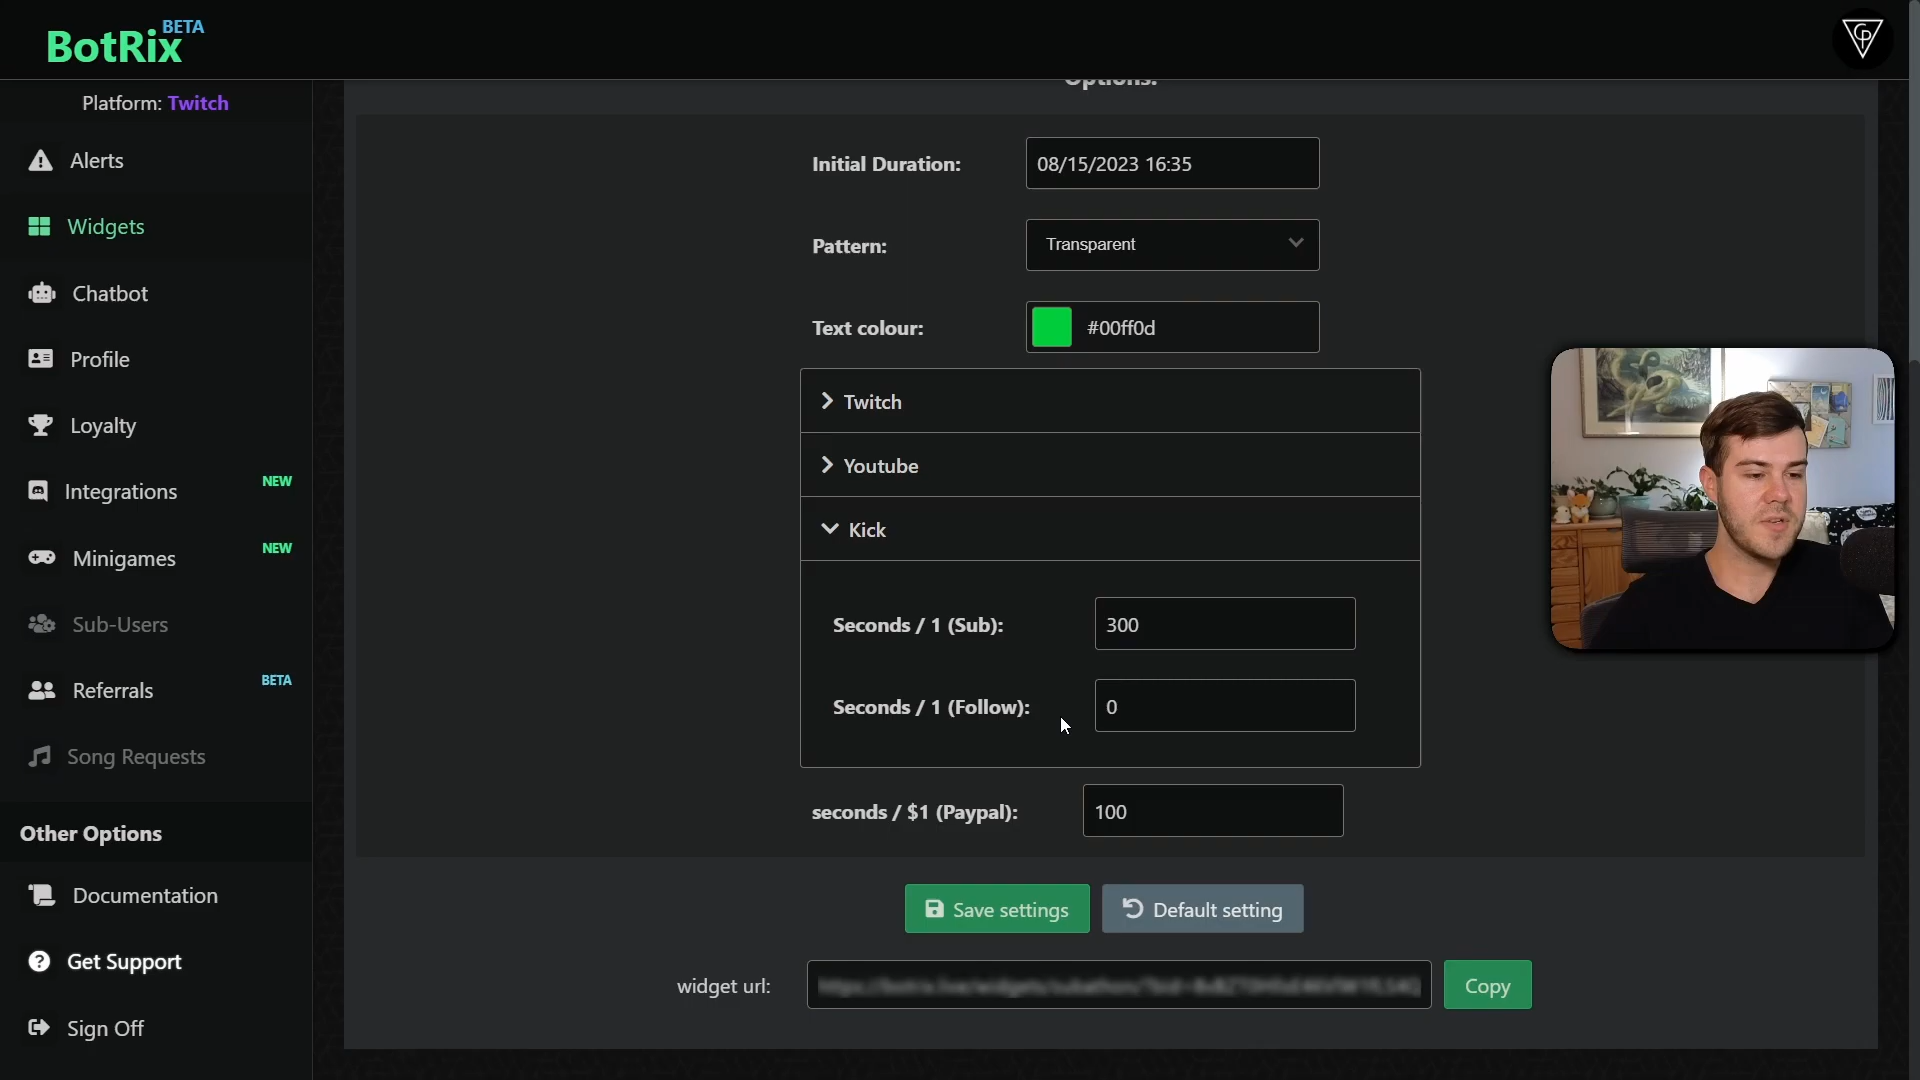 BotRix BETA
Platform: Twitch
Alerts
Widgets
Chatbot
Profile
Loyalty
Integrations NEW
Minigames NEW
Sub-Users
Referrals BETA
Song Requests
Other Options
Documentation
Get Support
Sign Off
Options:
Initial Duration: 08/15/2023 16:35
Pattern: Transparent
Text colour: #00ff0d
Twitch
Youtube
Kick
Seconds / 1 (Sub): 300
Seconds / 1 (Follow): 0
seconds / $1 (Paypal): 100
Save settings Default setting
widget url: Copy